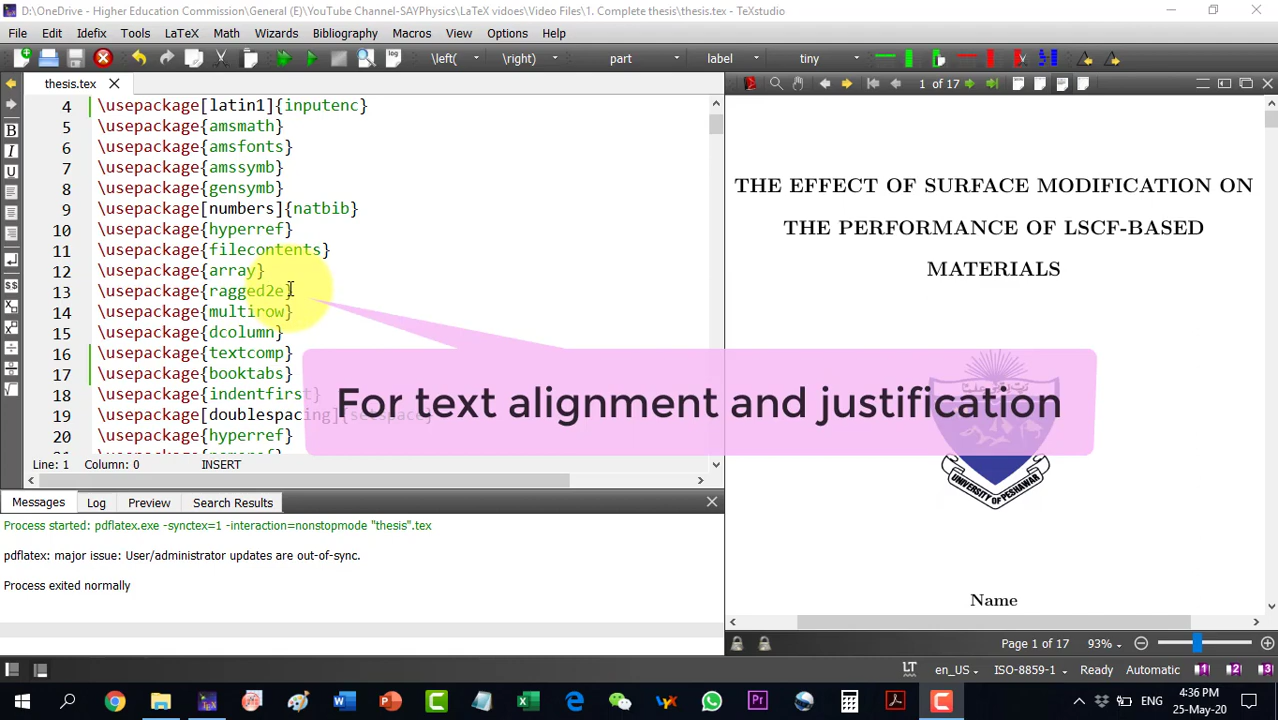 D:\OneDrive - Higher Education Commission\General (E)\YouTube Channel-SAYPhysics\LaTeX vidoes\Video Files\1. Complete thesis\thesis.tex - TeXstudio
File Edit Idefix Tools LaTeX Math Wizards Bibliography Macros View Options Help
\left( \right) part label tiny
thesis.tex
1 of 17
4 \usepackage[latin1]{inputenc}
5 \usepackage{amsmath}
6 \usepackage{amsfonts}
7 \usepackage{amssymb}
8 \usepackage{gensymb}
9 \usepackage[numbers]{natbib}
10 \usepackage{hyperref}
11 \usepackage{filecontents}
12 \usepackage{array}
13 \usepackage{ragged2e}
14 \usepackage{multirow}
15 \usepackage{dcolumn}
16 \usepackage{textcomp}
17 \usepackage{booktabs}
18 \usepackage{indentfirst}
19 \usepackage[doublespacing]{setspace}
20 \usepackage{hyperref}
For text alignment and justification
Line: 1 Column: 0 INSERT
Messages Log Preview Search Results
Process started: pdflatex.exe -synctex=1 -interaction=nonstopmode "thesis".tex
pdflatex: major issue: User/administrator updates are out-of-sync.
Process exited normally
THE EFFECT OF SURFACE MODIFICATION ON
THE PERFORMANCE OF LSCF-BASED
MATERIALS
UNIVERSITY OF PESHAWAR
Name
Page 1 of 17 93%
en_US ISO-8859-1 Ready Automatic 1 2 3
ENG
4:36 PM
25-May-20